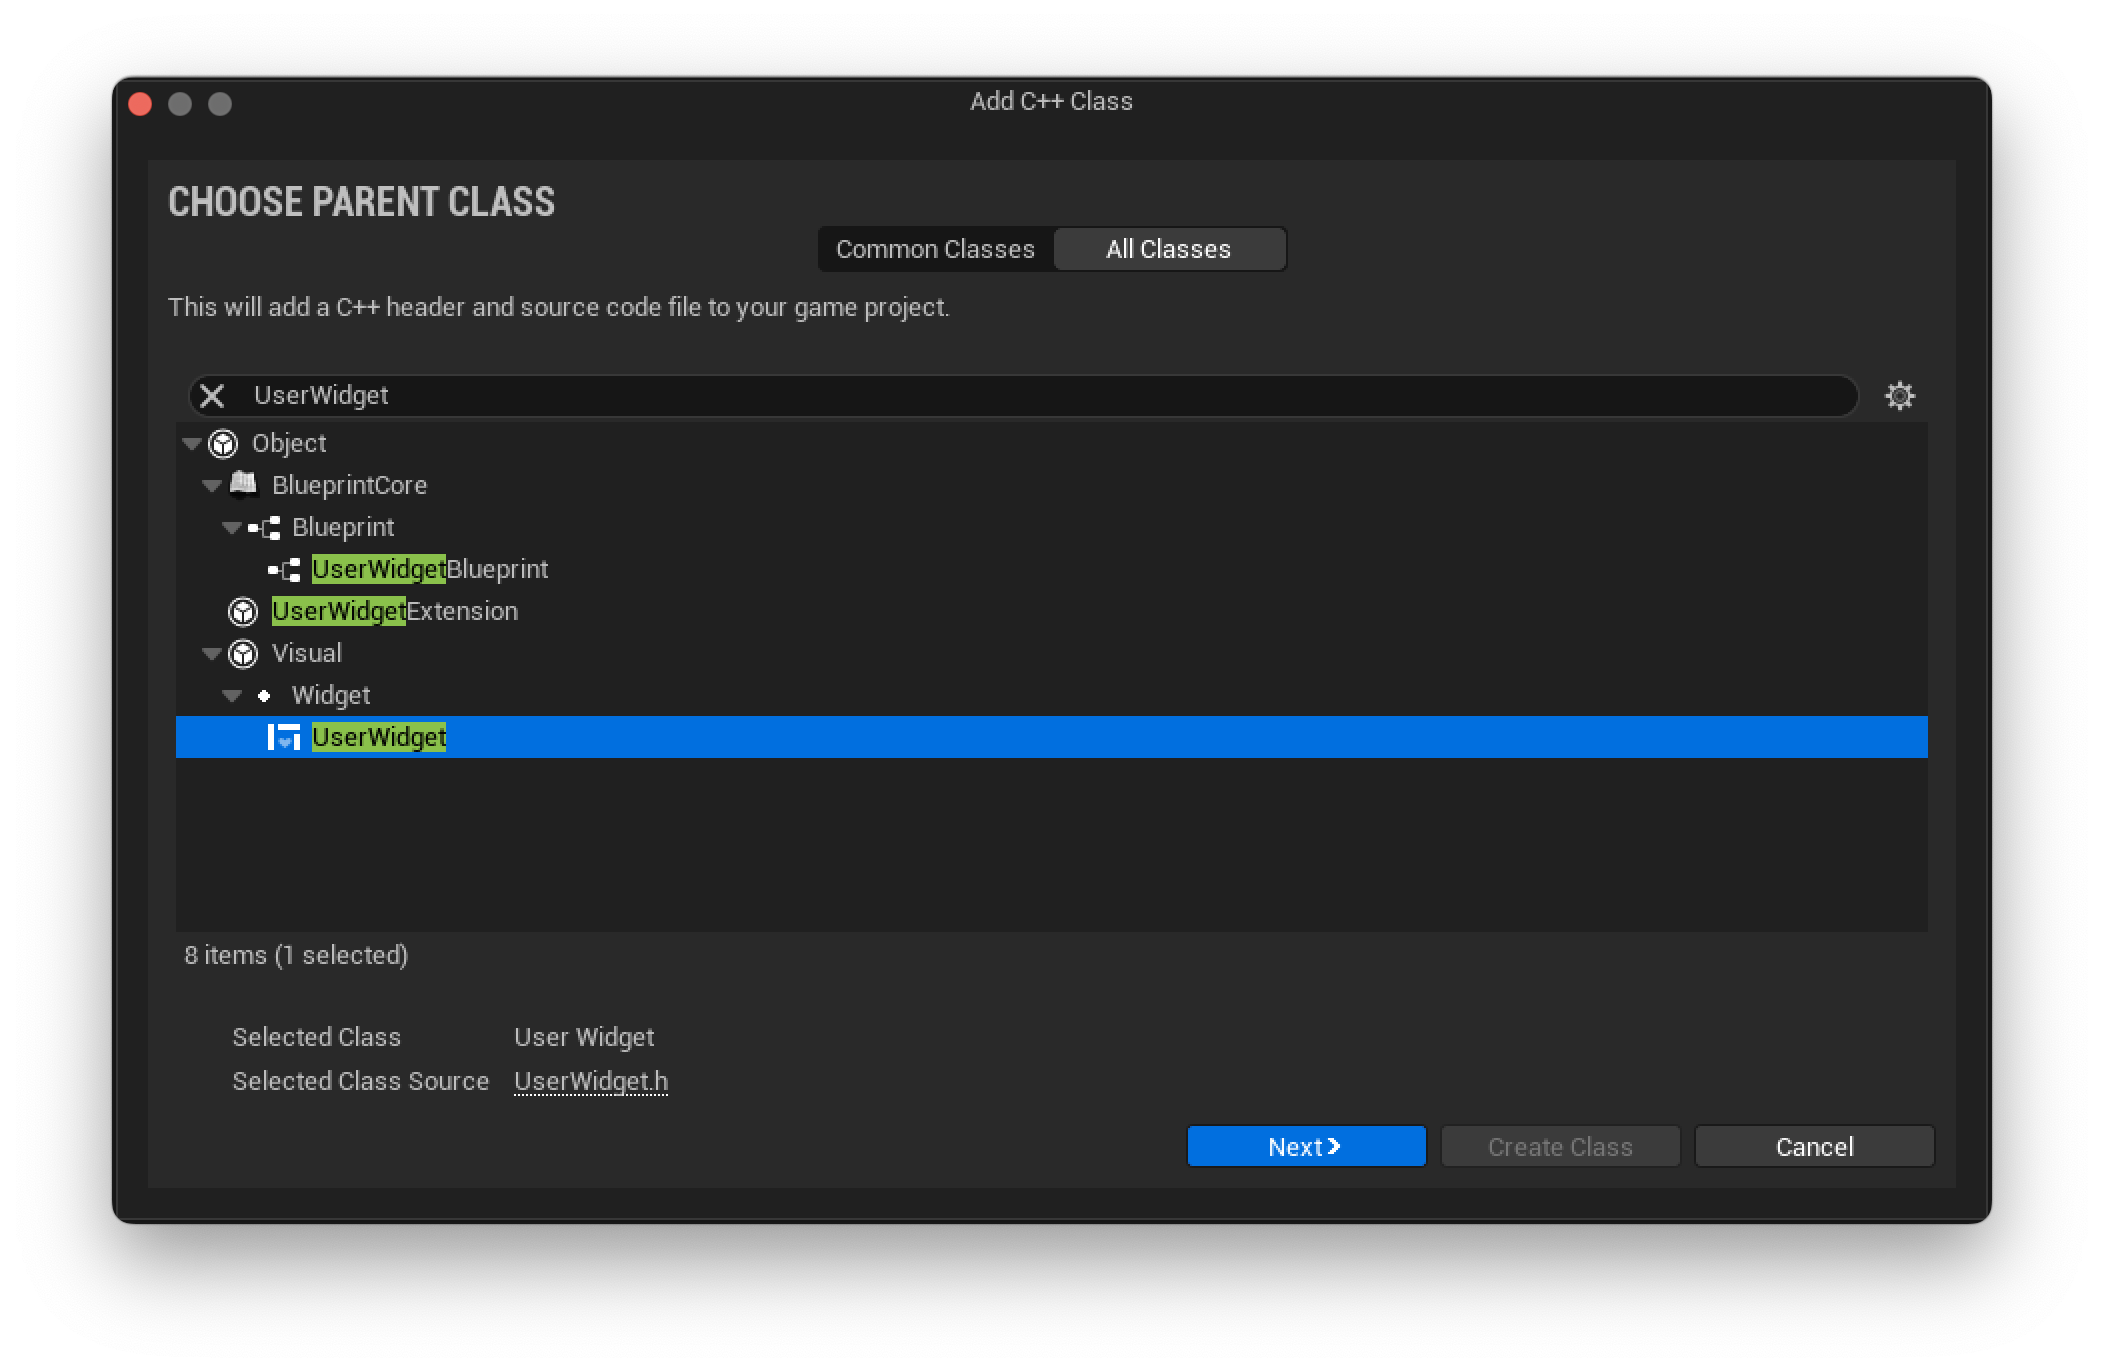 Add C++ Class
CHOOSE PARENT CLASS
Common Classes
All Classes
This will add a C++ header and source code file to your game project.
UserWidget
Object
BlueprintCore
Blueprint
UserWidgetBlueprint
UserWidgetExtension
Visual
Widget
UserWidget
8 items (1 selected)
Selected Class User Widget
Selected Class Source UserWidget.h
Next
Create Class
Cancel